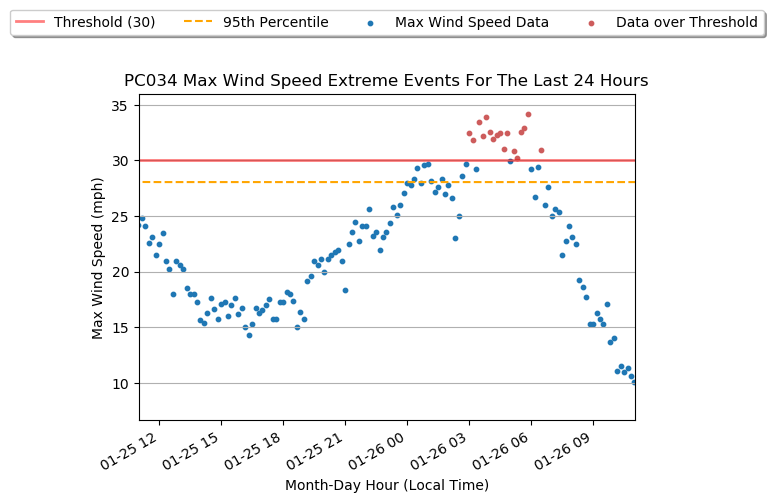 Threshold (30) 95th Percentile Max Wind Speed Data Data over Threshold
PC034 Max Wind Speed Extreme Events For The Last 24 Hours
35
30
25
20
15
10
Max Wind Speed (mph)
01-25 12 01-25 15 01-25 18 01-25 21 01-26 00 01-26 03 01-26 06 01-26 09
Month-Day Hour (Local Time)